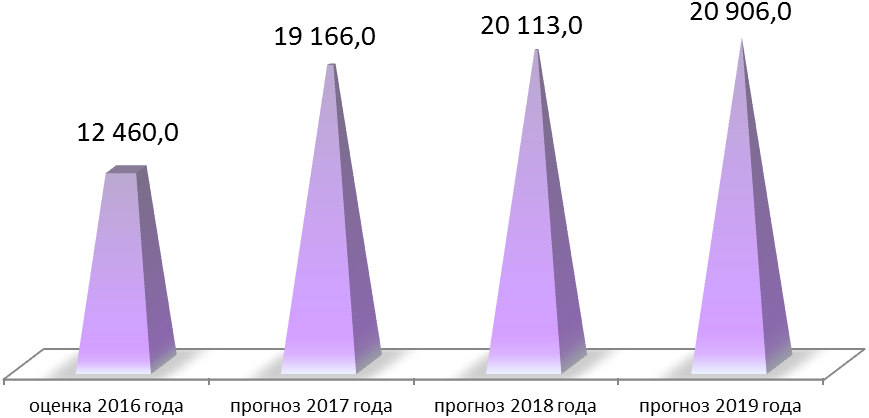 12 460,0
19 166,0
20 113,0
20 906,0
оценка 2016 года
прогноз 2017 года
прогноз 2018 года
прогноз 2019 года